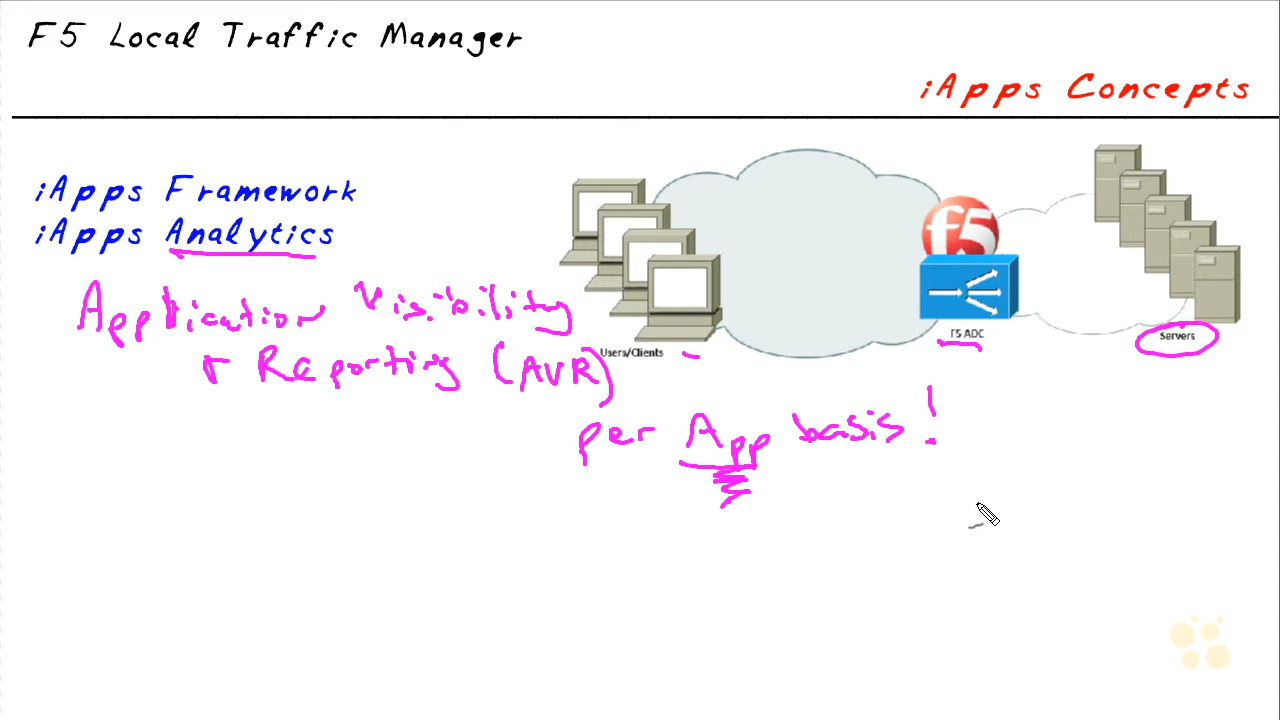 F5 Local Traffic Manager
iApps Concepts
iApps Framework
iApps Analytics
Application Visibility
+ Reporting (AVR)
per App basis!
f5
Users/Clients
F5 ADC
Servers